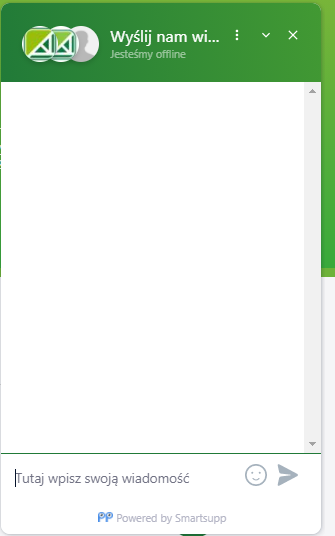 Wyślij nam wi...
Jesteśmy offline
Tutaj wpisz swoją wiadomość
Powered by Smartsupp